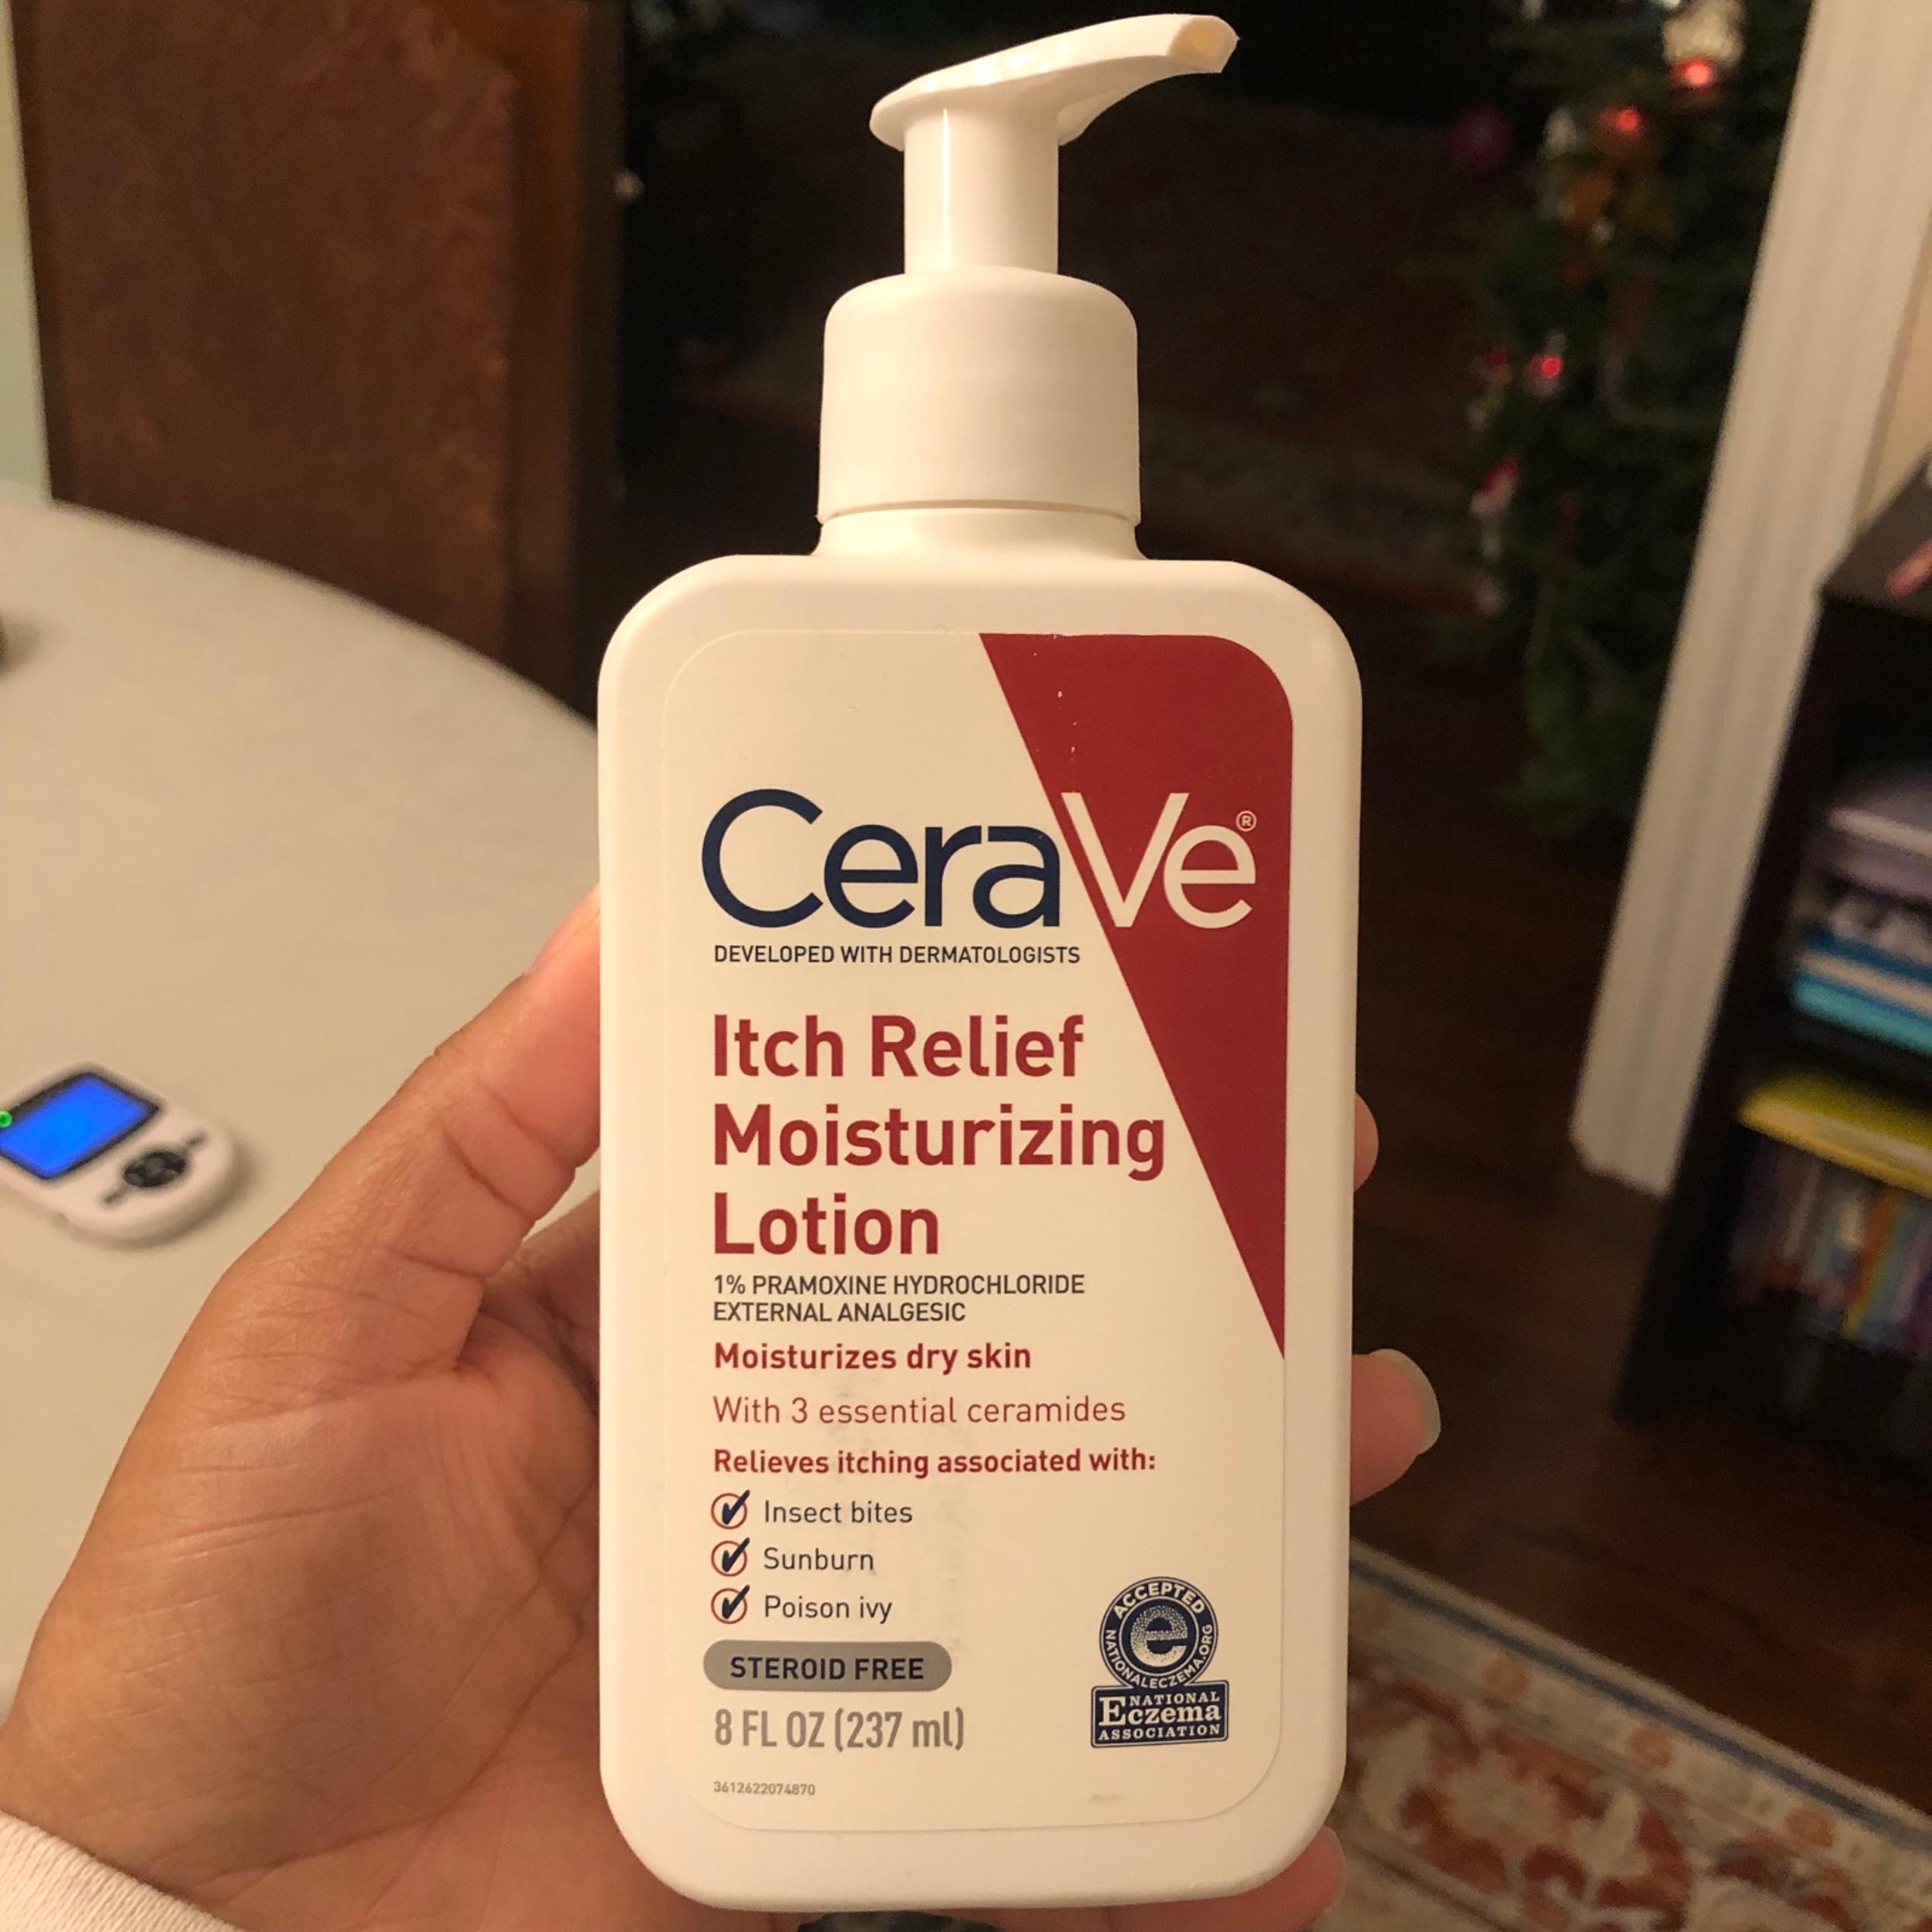 CeraVe®
DEVELOPED WITH DERMATOLOGISTS
Itch Relief
Moisturizing
Lotion
1% PRAMOXINE HYDROCHLORIDE
EXTERNAL ANALGESIC
Moisturizes dry skin
With 3 essential ceramides
Relieves itching associated with:
Insect bites
Sunburn
Poison ivy
STEROID FREE
8 FL OZ (237 ml)
3612622074870
ACCEPTED
e
NATIONALECZEMA.ORG
NATIONAL
Eczema
ASSOCIATION